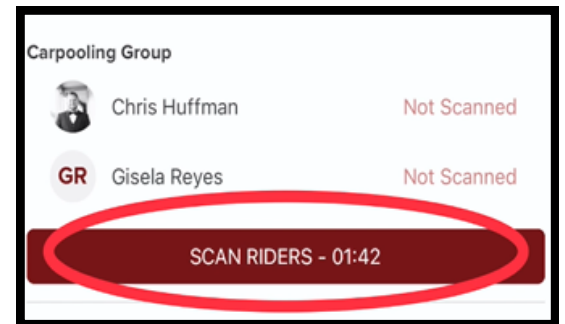 Carpooling Group
Chris Huffman Not Scanned
GR Gisela Reyes Not Scanned
SCAN RIDERS - 01:42